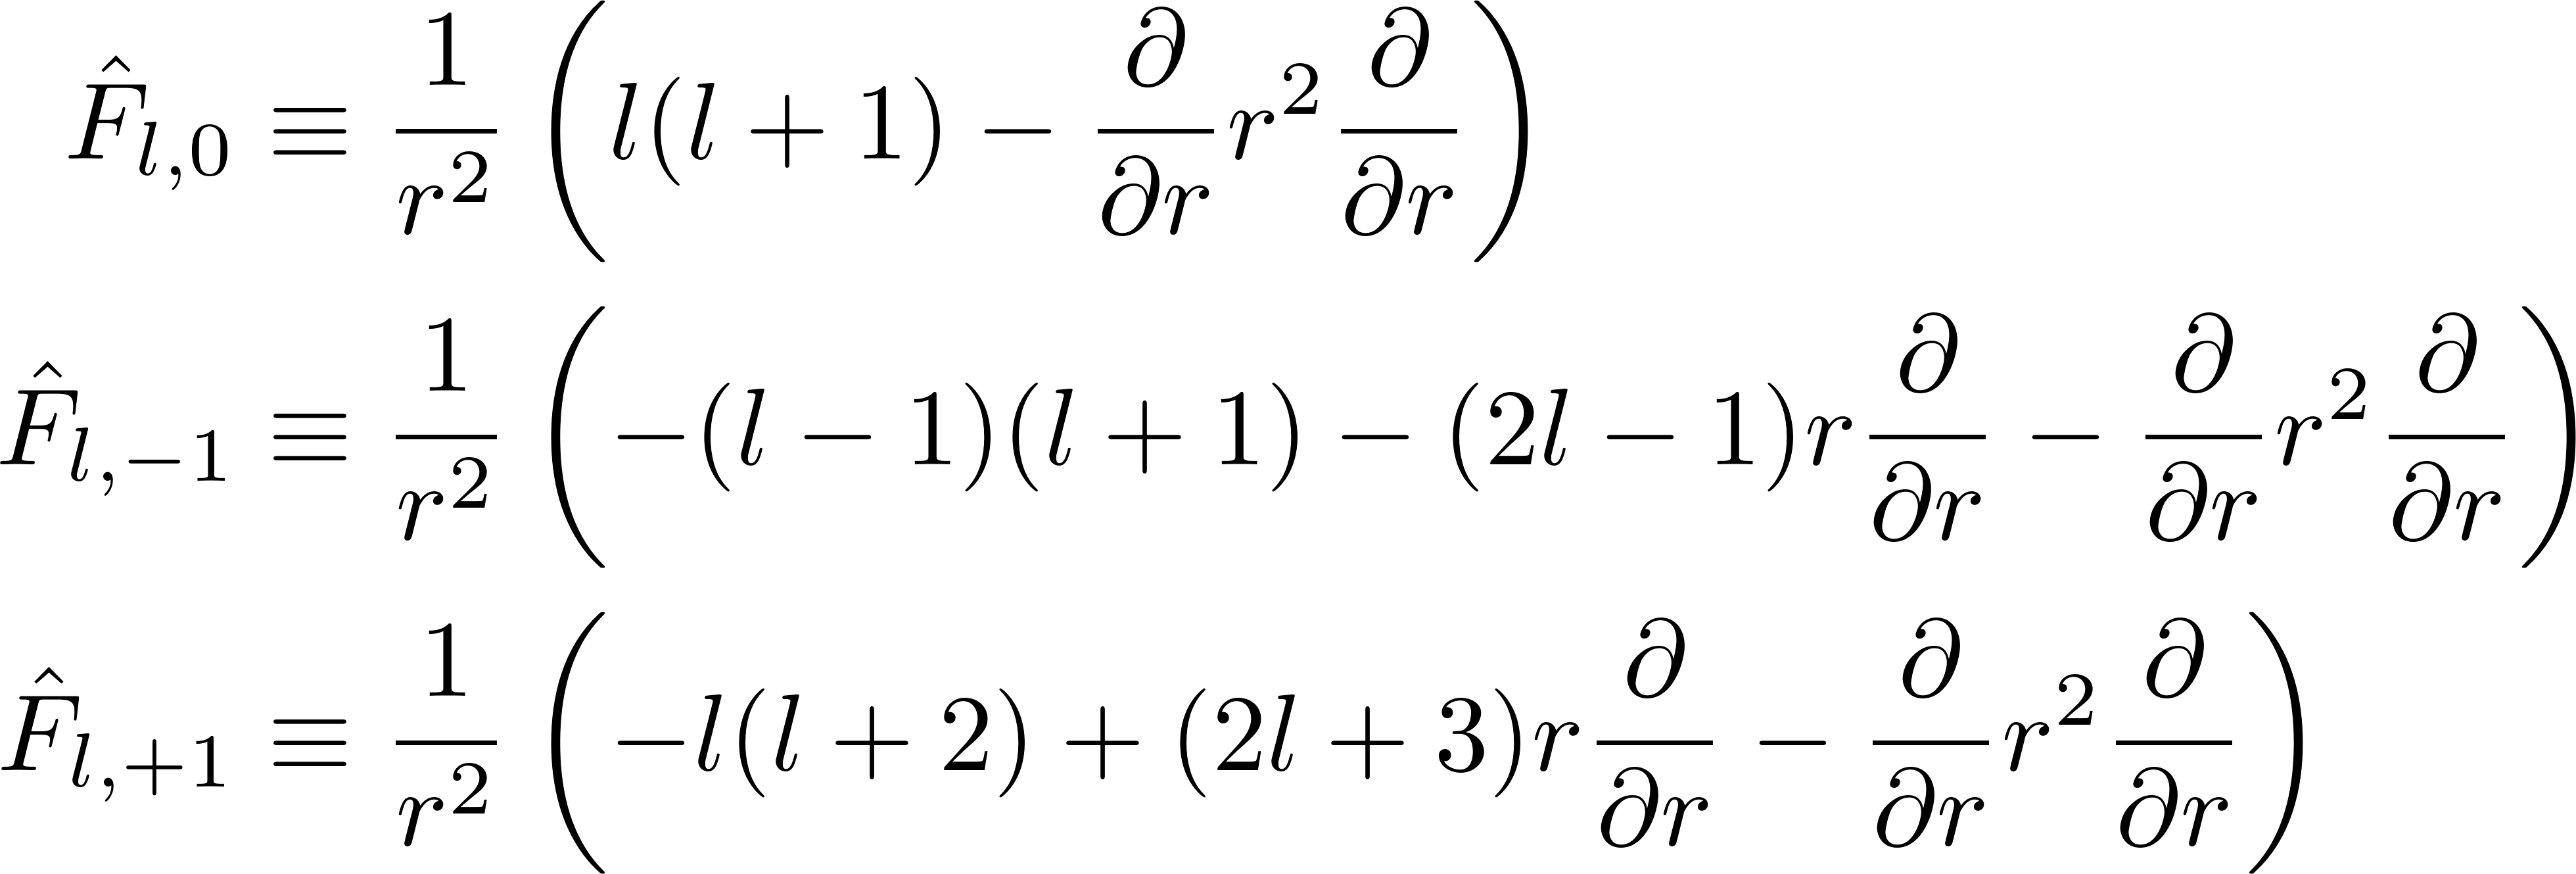 \hat{F}_{l,0} \equiv \frac{1}{r^2} \left( l(l+1) - \frac{\partial}{\partial r} r^2 \frac{\partial}{\partial r} \right)
\hat{F}_{l,-1} \equiv \frac{1}{r^2} \left( -(l-1)(l+1) - (2l-1)r \frac{\partial}{\partial r} - \frac{\partial}{\partial r} r^2 \frac{\partial}{\partial r} \right)
\hat{F}_{l,+1} \equiv \frac{1}{r^2} \left( -l(l+2) + (2l+3)r \frac{\partial}{\partial r} - \frac{\partial}{\partial r} r^2 \frac{\partial}{\partial r} \right)